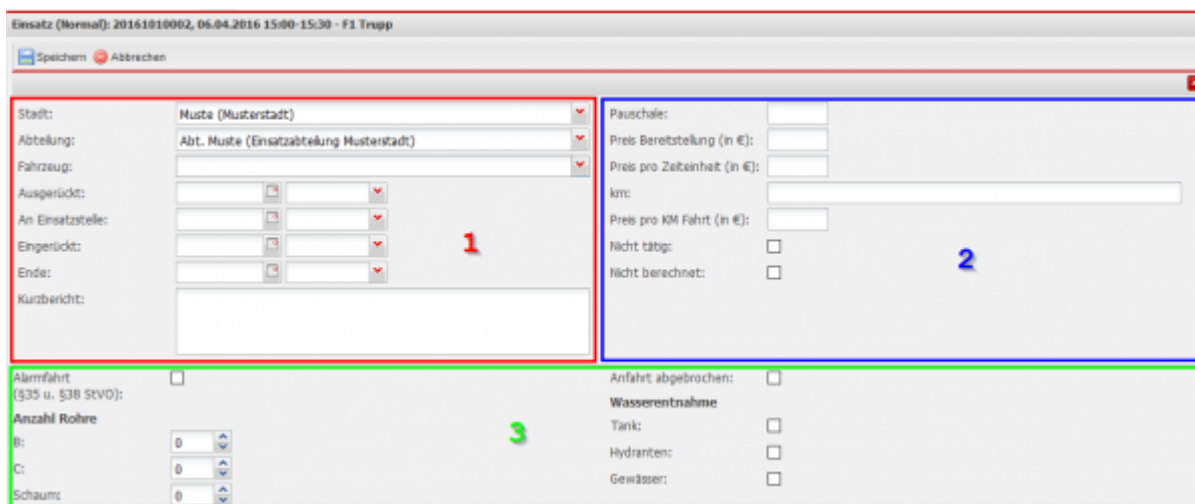 Einsatz (Normal): 20161010002, 06.04.2016 15:00-15:30 - F1 Trupp
Speichern Abbrechen
Stadt: Muste (Musterstadt)
Abteilung: Abt. Muste (Einsatzabteilung Musterstadt)
Fahrzeug:
Ausgerückt:
An Einsatzstelle:
Eingerückt:
Ende:
Kurzbericht:
1
Pauschale:
Preis Bereitstellung (in €):
Preis pro Zeiteinheit (in €):
km:
Preis pro KM Fahrt (in €):
Nicht tätig:
Nicht berechnet:
2
Alarmfahrt
(§35 u. §38 StVO):
Anzahl Rohre
B: 0
C: 0
Schaum: 0
3
Anfahrt abgebrochen:
Wasserentnahme
Tank:
Hydranten:
Gewässer: